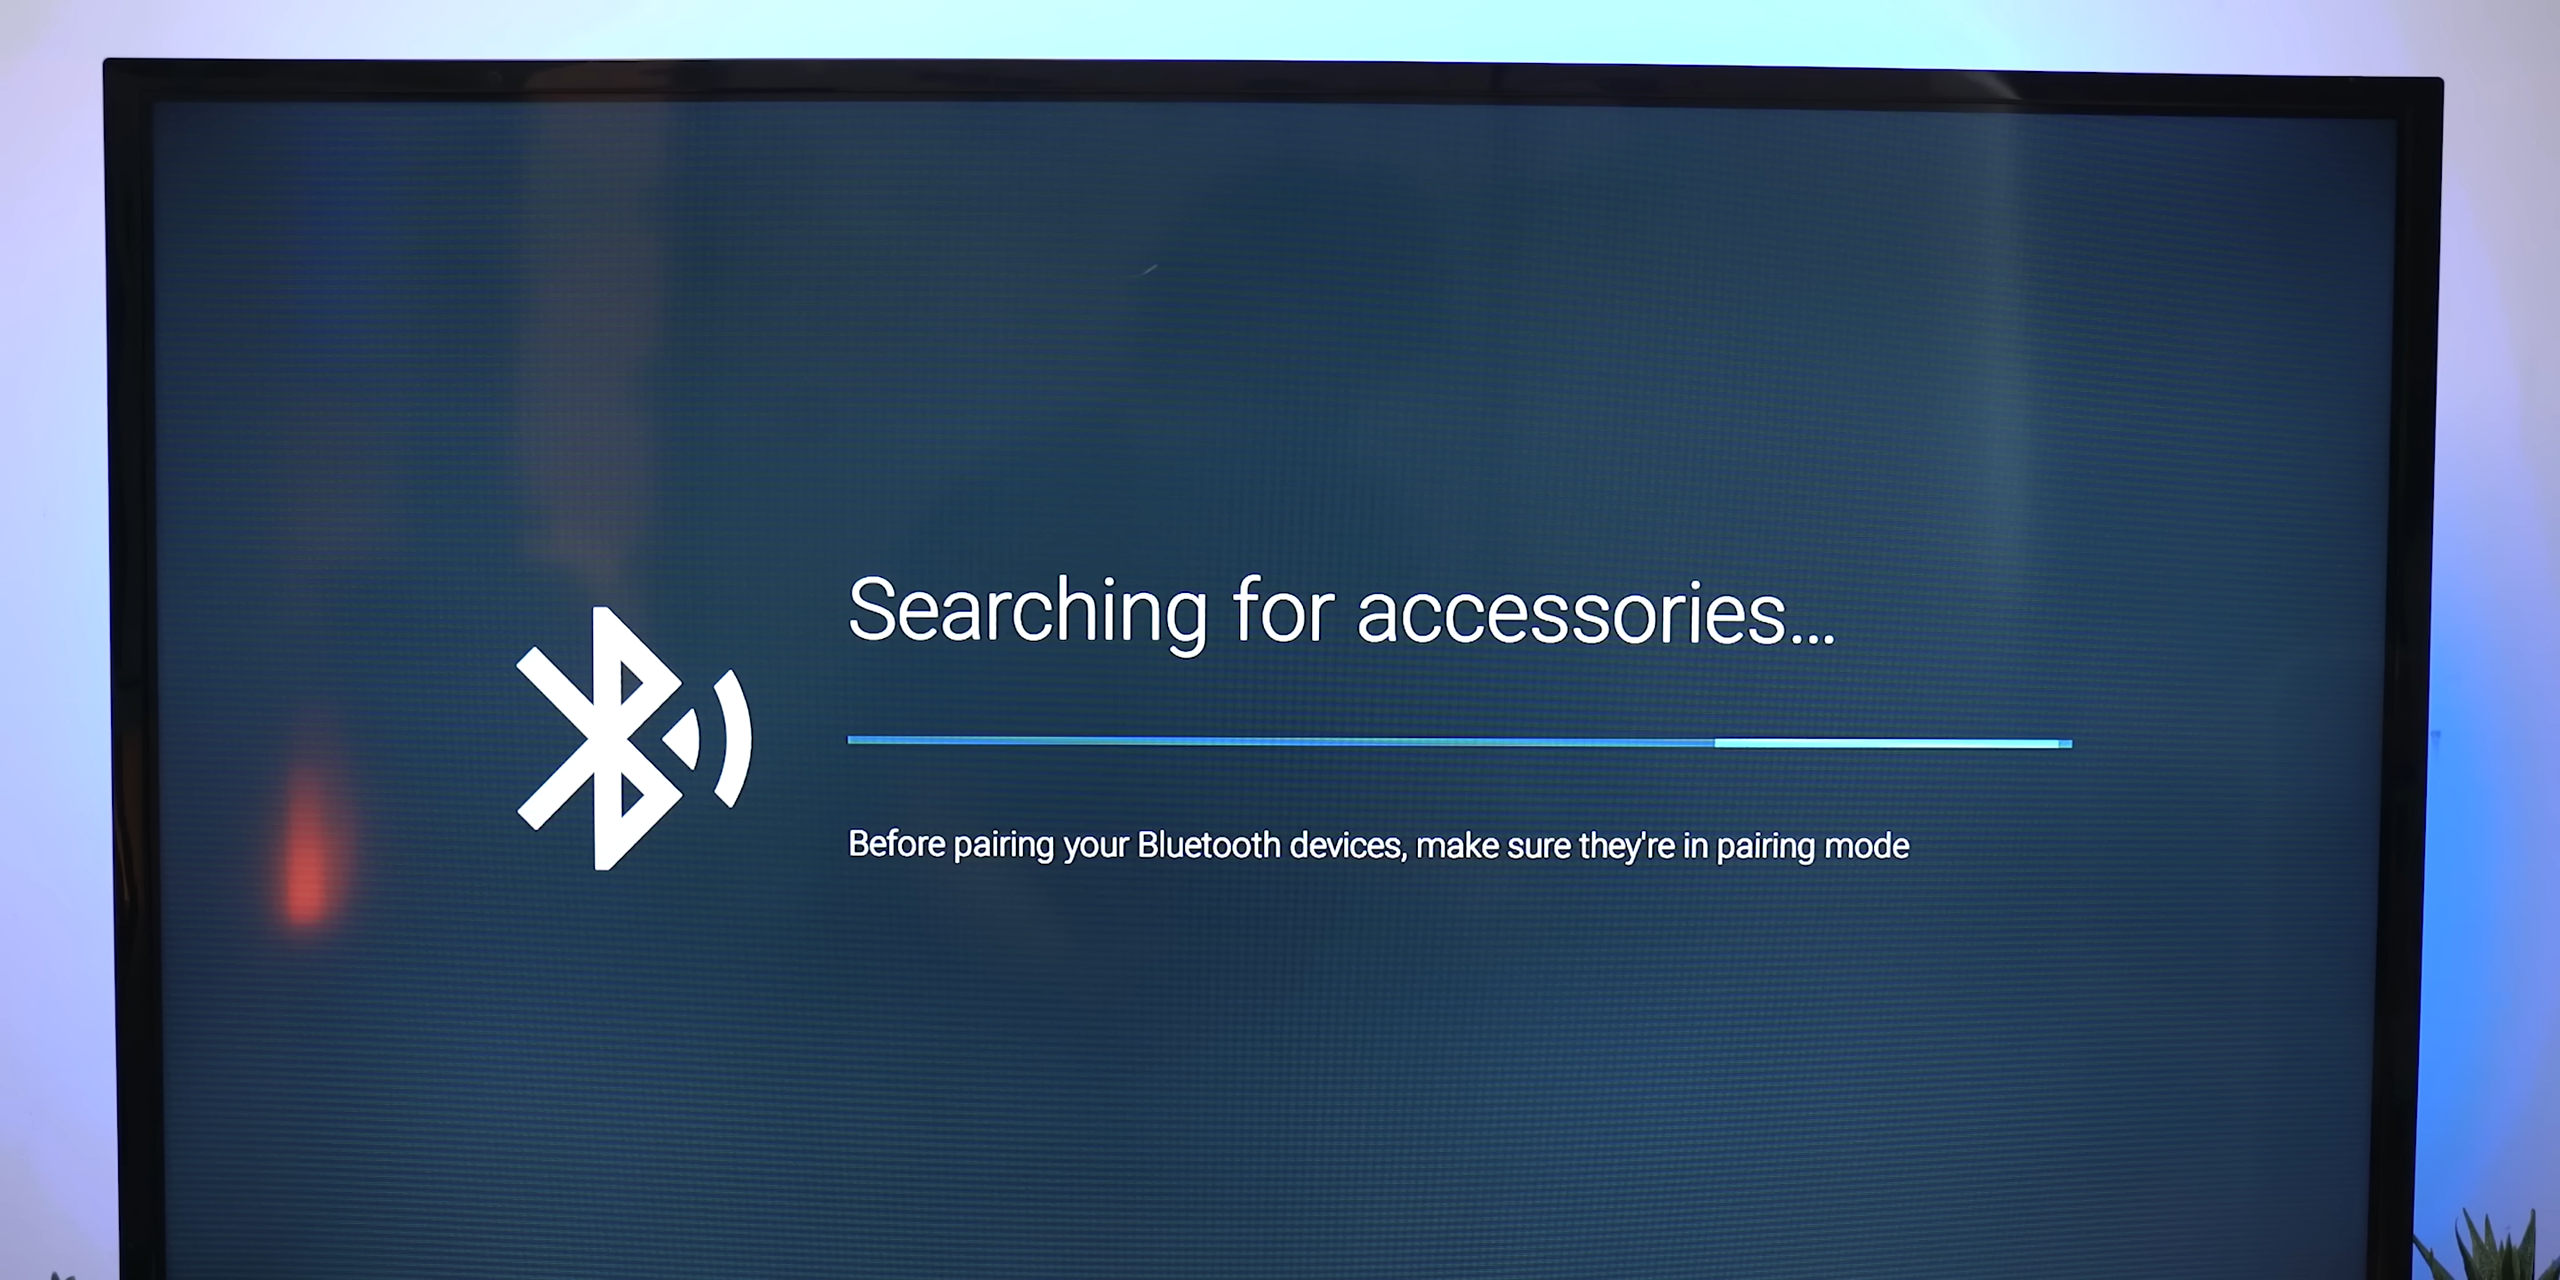 Searching for accessories...
Before pairing your Bluetooth devices, make sure they're in pairing mode